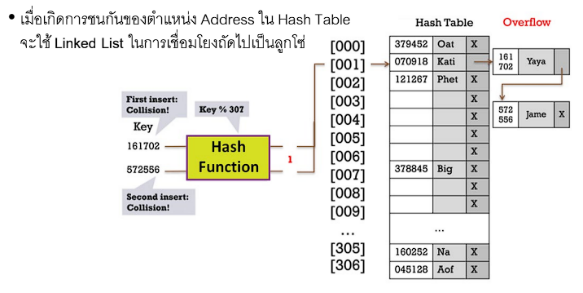 • เมื่อเกิดการชนกันของตำแหน่ง Address ใน Hash Table
จะใช้ Linked List ในการเชื่อมโยงถัดไปเป็นลูกโซ่
Hash Table
Overflow
[000] 379452 Oat X
[001] 070918 Kati
161
702 Yaya
[002] 121267 Phet X
[003] X
572
556 Jame X
[004] X
[005] X
[006] X
[007] 378845 Big X
[008] X
[009] X
... ...
[305] 160252 Na X
[306] 045128 Aof X
First insert:
Collision!
Key % 307
Key
161702
572556
Hash
Function
1
Second insert:
Collision!